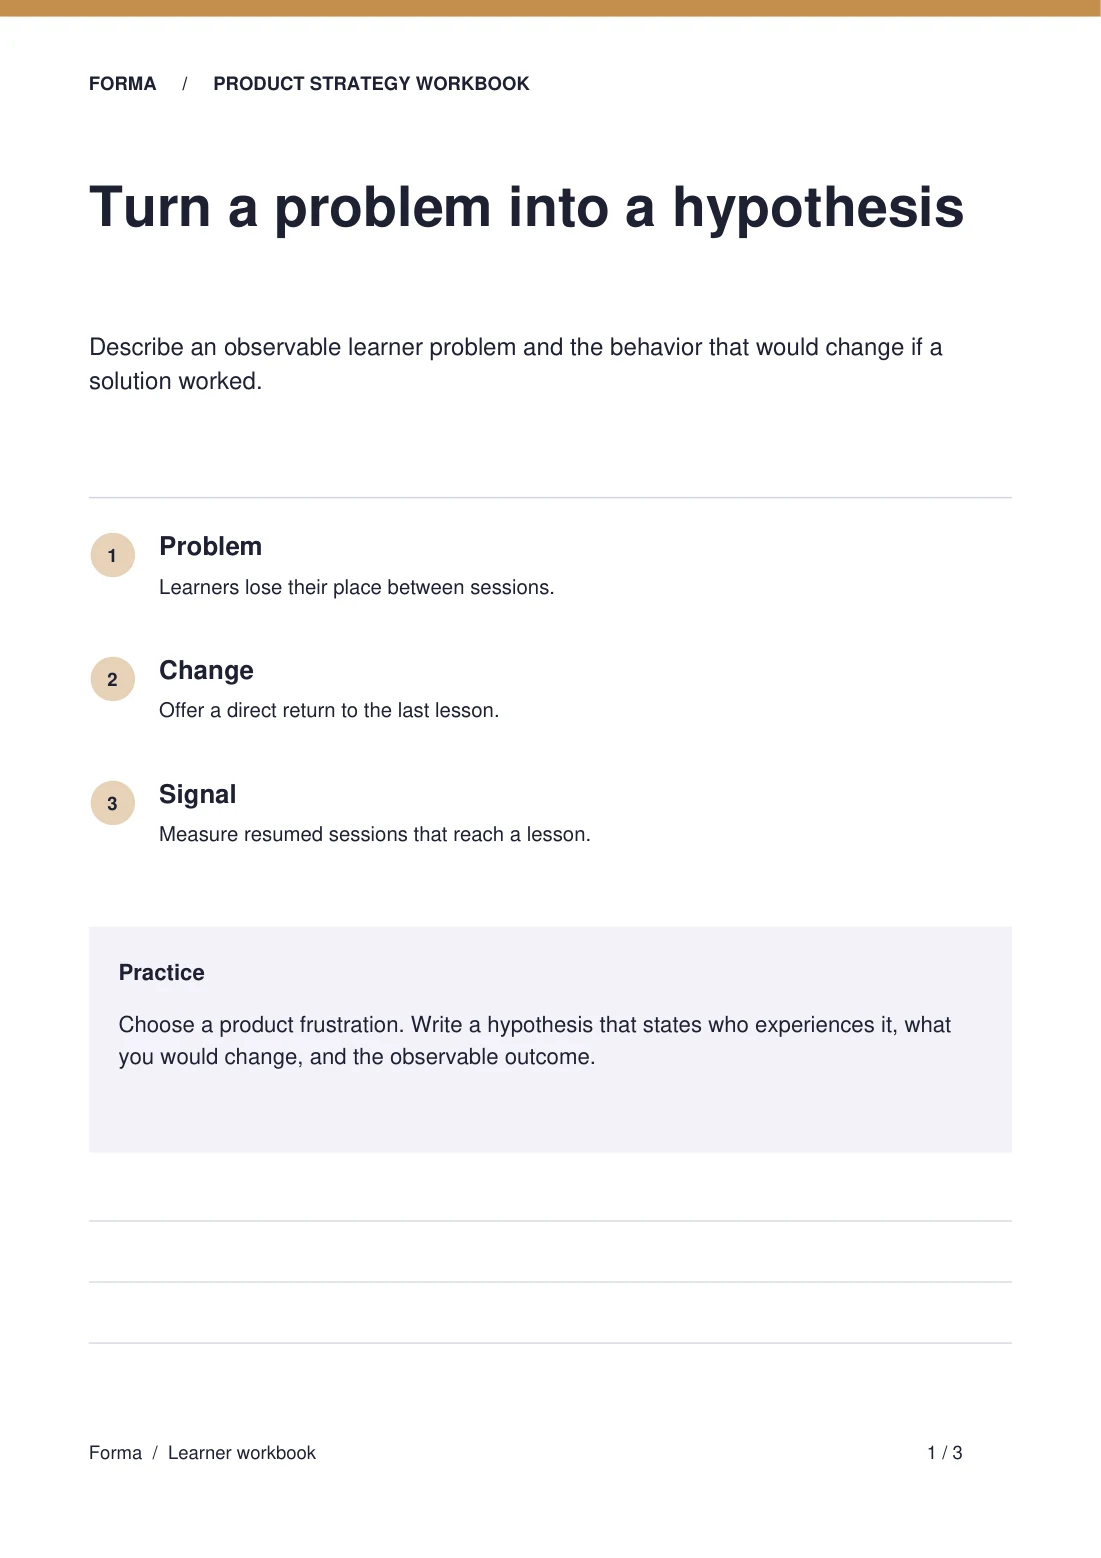 FORMA / PRODUCT STRATEGY WORKBOOK
Turn a problem into a hypothesis
Describe an observable learner problem and the behavior that would change if a
solution worked.
1 Problem
Learners lose their place between sessions.
2 Change
Offer a direct return to the last lesson.
3 Signal
Measure resumed sessions that reach a lesson.
Practice
Choose a product frustration. Write a hypothesis that states who experiences it, what
you would change, and the observable outcome.
Forma / Learner workbook 1 / 3